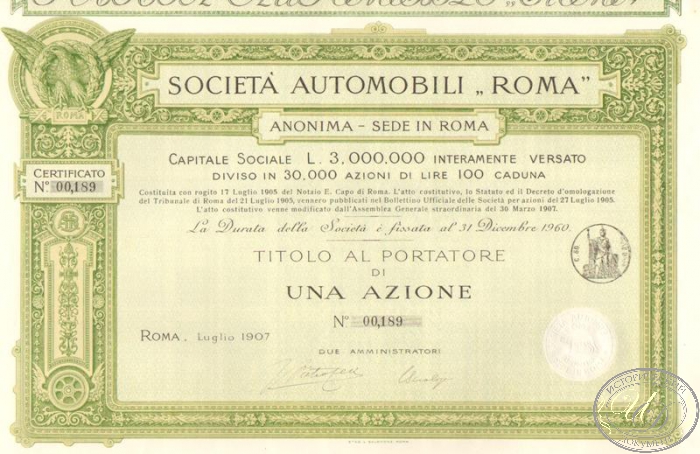 SOCIETÀ AUTOMOBILI „ROMA”
ANONIMA - SEDE IN ROMA
ROMA
CERTIFICATO
Nº 00,189
CAPITALE SOCIALE L. 3,000.000 INTERAMENTE VERSATO
DIVISO IN 30,000 AZIONI DI LIRE 100 CADUNA
Costituita con rogito 17 Luglio 1905 del Notaio E. Capo di Roma. L'atto costitutivo, lo Statuto ed il Decreto d'omologazione
del Tribunale di Roma del 21 Luglio 1905, vennero pubblicati nel Bollettino Ufficiale delle Società per azioni del 27 Luglio 1905.
L'atto costitutivo venne modificato dall'Assemblea Generale straordinaria del 30 Marzo 1907.
La Durata della Società è fissata al 31 Dicembre 1960.
TITOLO AL PORTATORE
DI
UNA AZIONE
Nº 00,189
ROMA, Luglio 1907
DUE AMMINISTRATORI